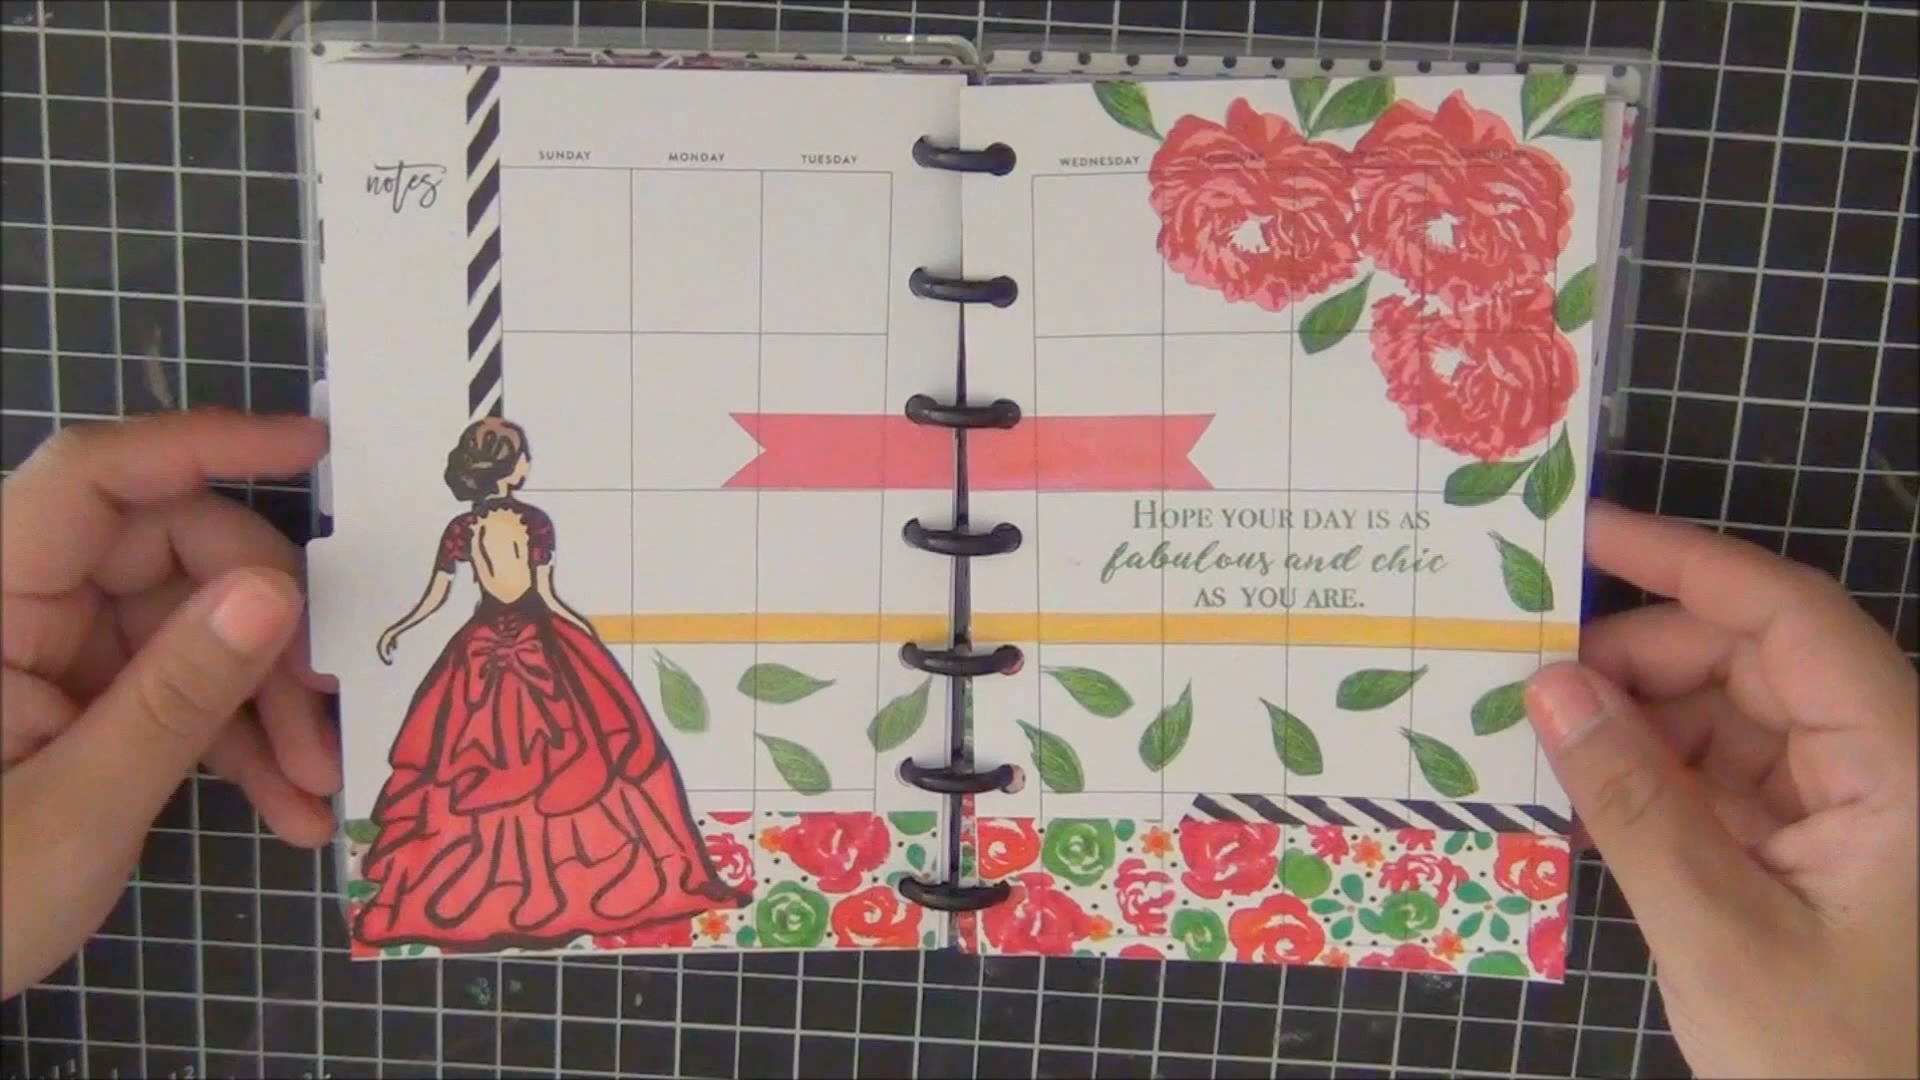 notes
SUNDAY MONDAY TUESDAY
WEDNESDAY
HOPE YOUR DAY IS AS
fabulous and chic
AS YOU ARE.